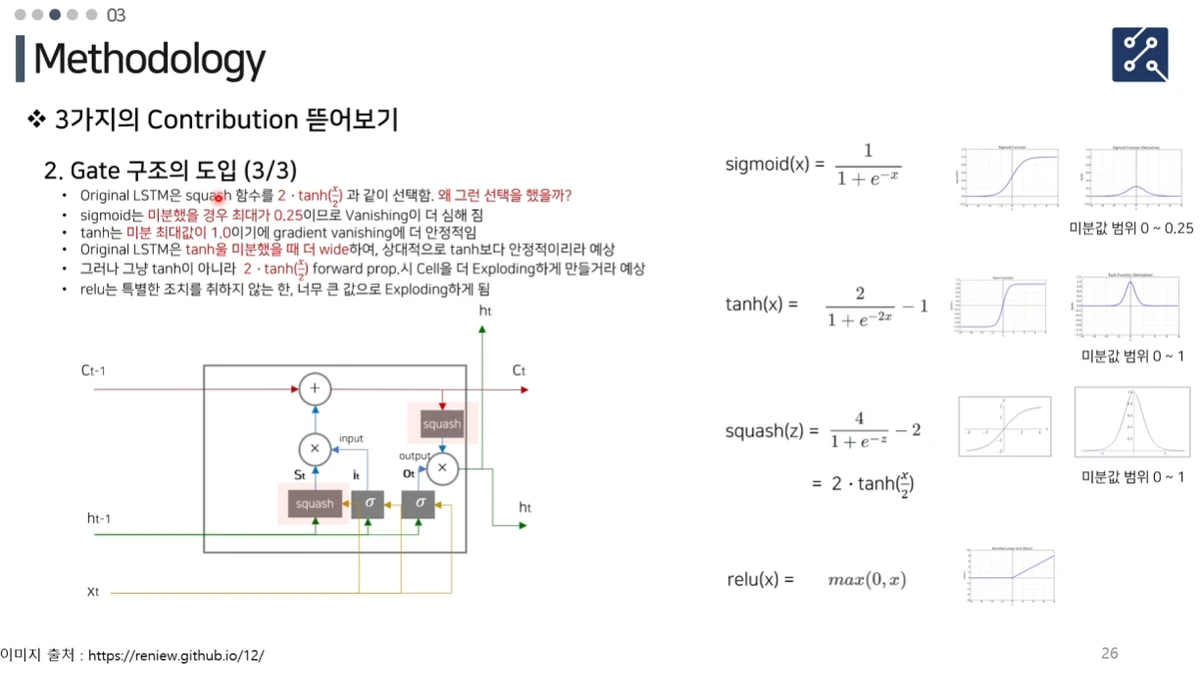 03
Methodology
❖ 3가지의 Contribution 뜯어보기
2. Gate 구조의 도입 (3/3)
• Original LSTM은 squash 함수를 2・tanh(x/2) 과 같이 선택함. 왜 그런 선택을 했을까?
• sigmoid는 미분했을 경우 최대가 0.25이므로 Vanishing이 더 심해 짐
• tanh는 미분 최대값이 1.0이기에 gradient vanishing에 더 안정적임
• Original LSTM은 tanh울 미분했을 때 더 wide하여, 상대적으로 tanh보다 안정적이리라 예상
• 그러나 그냥 tanh이 아니라 2・tanh(x/2) forward prop.시 Cell을 더 Exploding하게 만들거라 예상
• relu는 특별한 조치를 취하지 않는 한, 너무 큰 값으로 Exploding하게 됨
ht
Ct-1
Ct
+
squash
×
input
output
×
St
it
Ot
squash
σ
σ
ht-1
ht
Xt
sigmoid(x) = 1 / (1 + e^{-x})
Sigmoid Function
Sigmoid Function (Derivative)
미분값 범위 0 ~ 0.25
tanh(x) = 2 / (1 + e^{-2x}) − 1
Tanh Function
Tanh Function (Derivative)
미분값 범위 0 ~ 1
squash(z) = 4 / (1 + e^{-z}) − 2
= 2・tanh(x/2)
미분값 범위 0 ~ 1
relu(x) = max(0, x)
이미지 출처 : https://reniew.github.io/12/
26